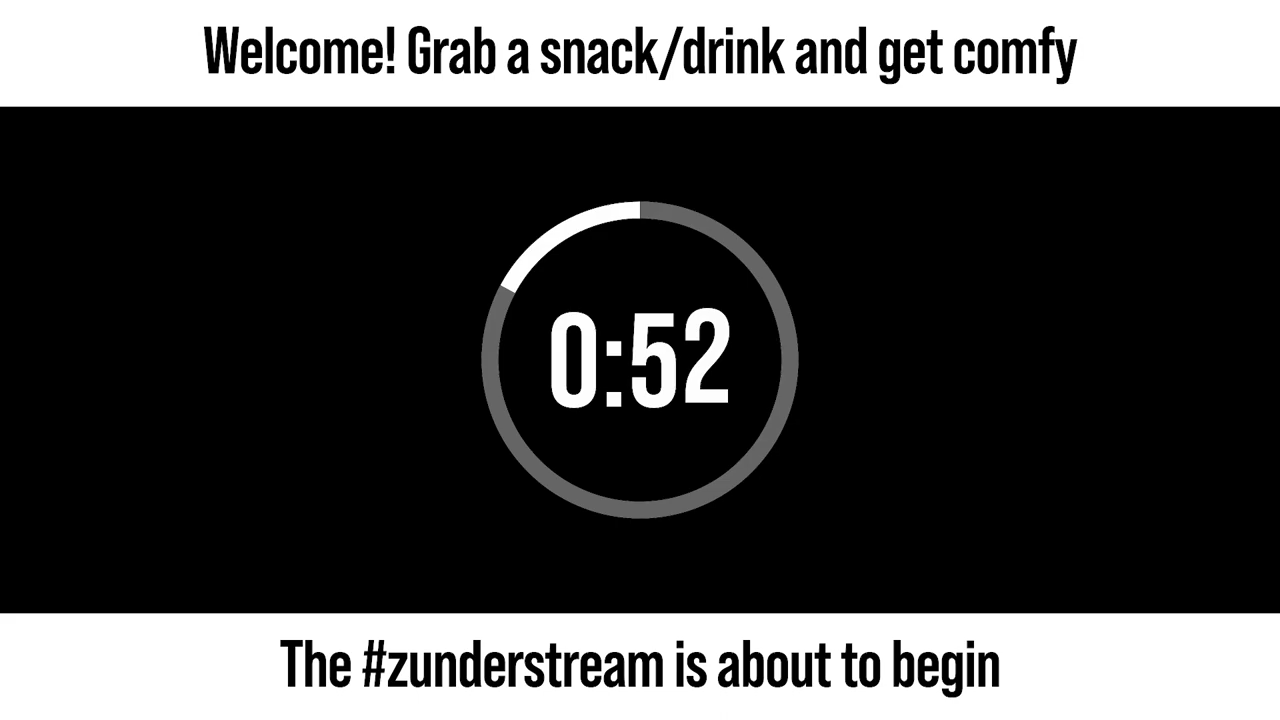 Welcome! Grab a snack/drink and get comfy
0:52
The #zunderstream is about to begin